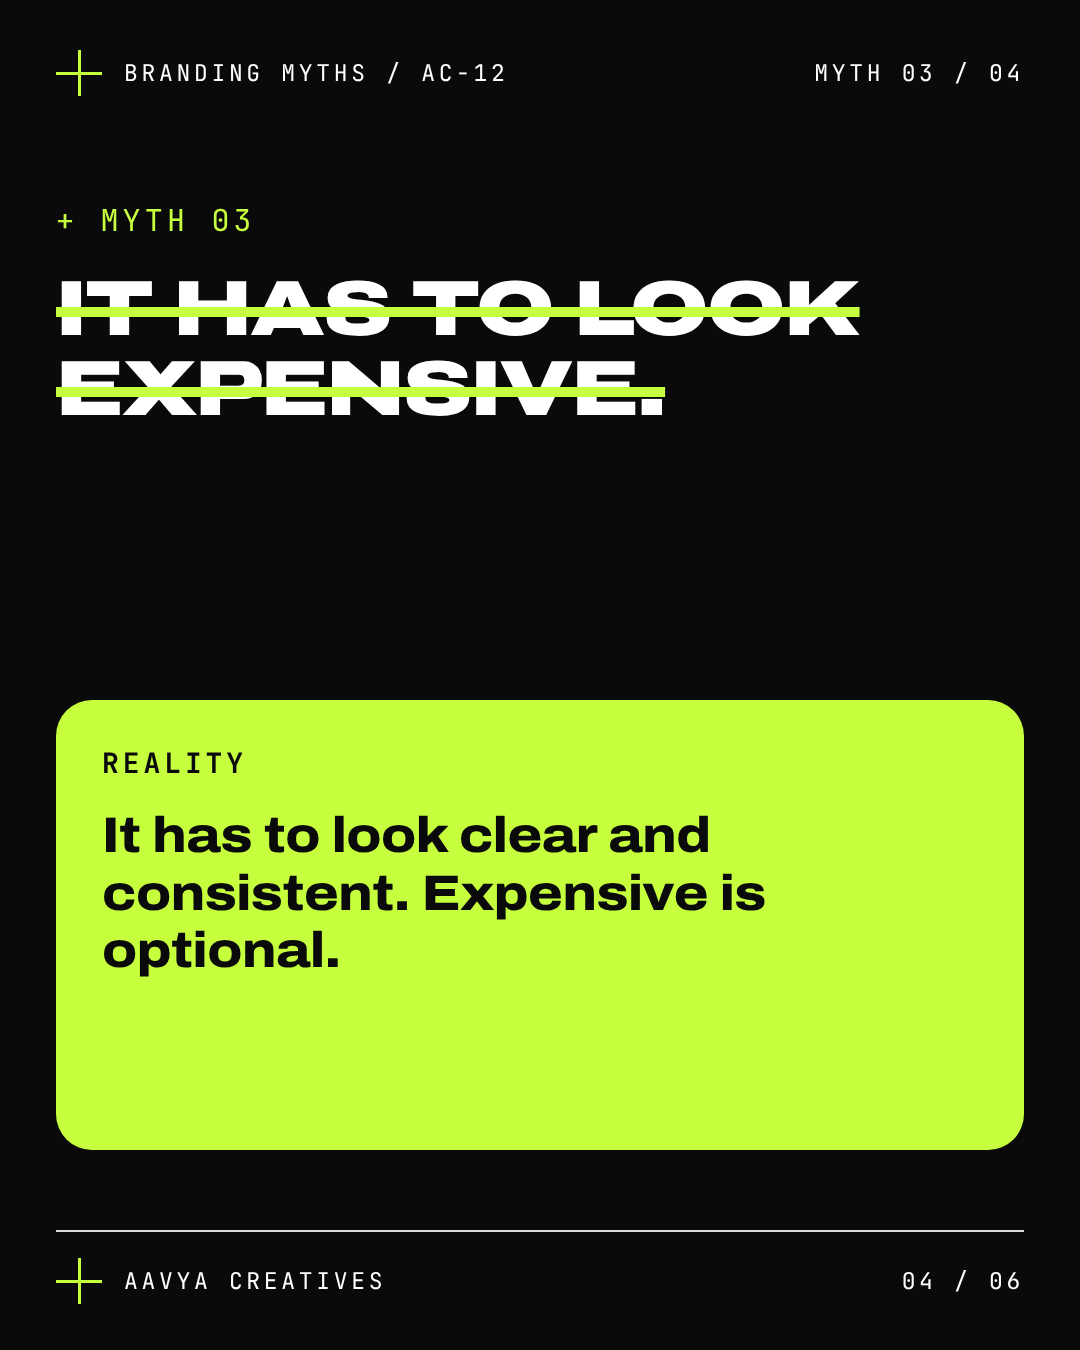 BRANDING MYTHS / AC-12
MYTH 03 / 04
+ MYTH 03
IT HAS TO LOOK
EXPENSIVE.
REALITY
It has to look clear and
consistent. Expensive is
optional.
AAVYA CREATIVES
04 / 06